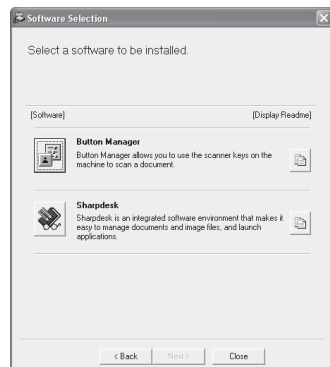 Software Selection
Select a software to be installed.
[Software] [Display Readme]
Button Manager
Button Manager allows you to use the scanner keys on the
machine to scan a document.
Sharpdesk
Sharpdesk is an integrated software environment that makes it
easy to manage documents and image files, and launch
applications.
< Back Next > Close